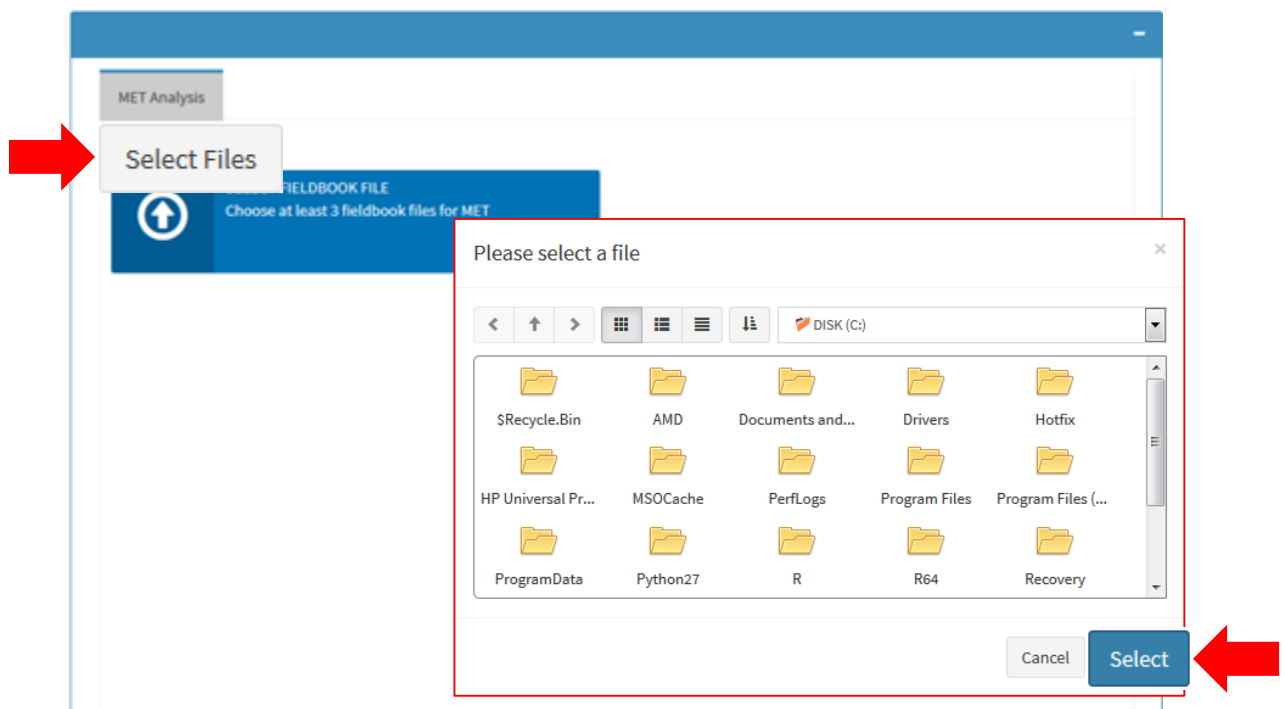 MET Analysis
Select Files
FIELDBOOK FILE
Choose at least 3 fieldbook files for MET
Please select a file
DISK (C:)
$Recycle.Bin AMD Documents and... Drivers Hotfix
HP Universal Pr... MSOCache PerfLogs Program Files Program Files (...
ProgramData Python27 R R64 Recovery
Cancel Select